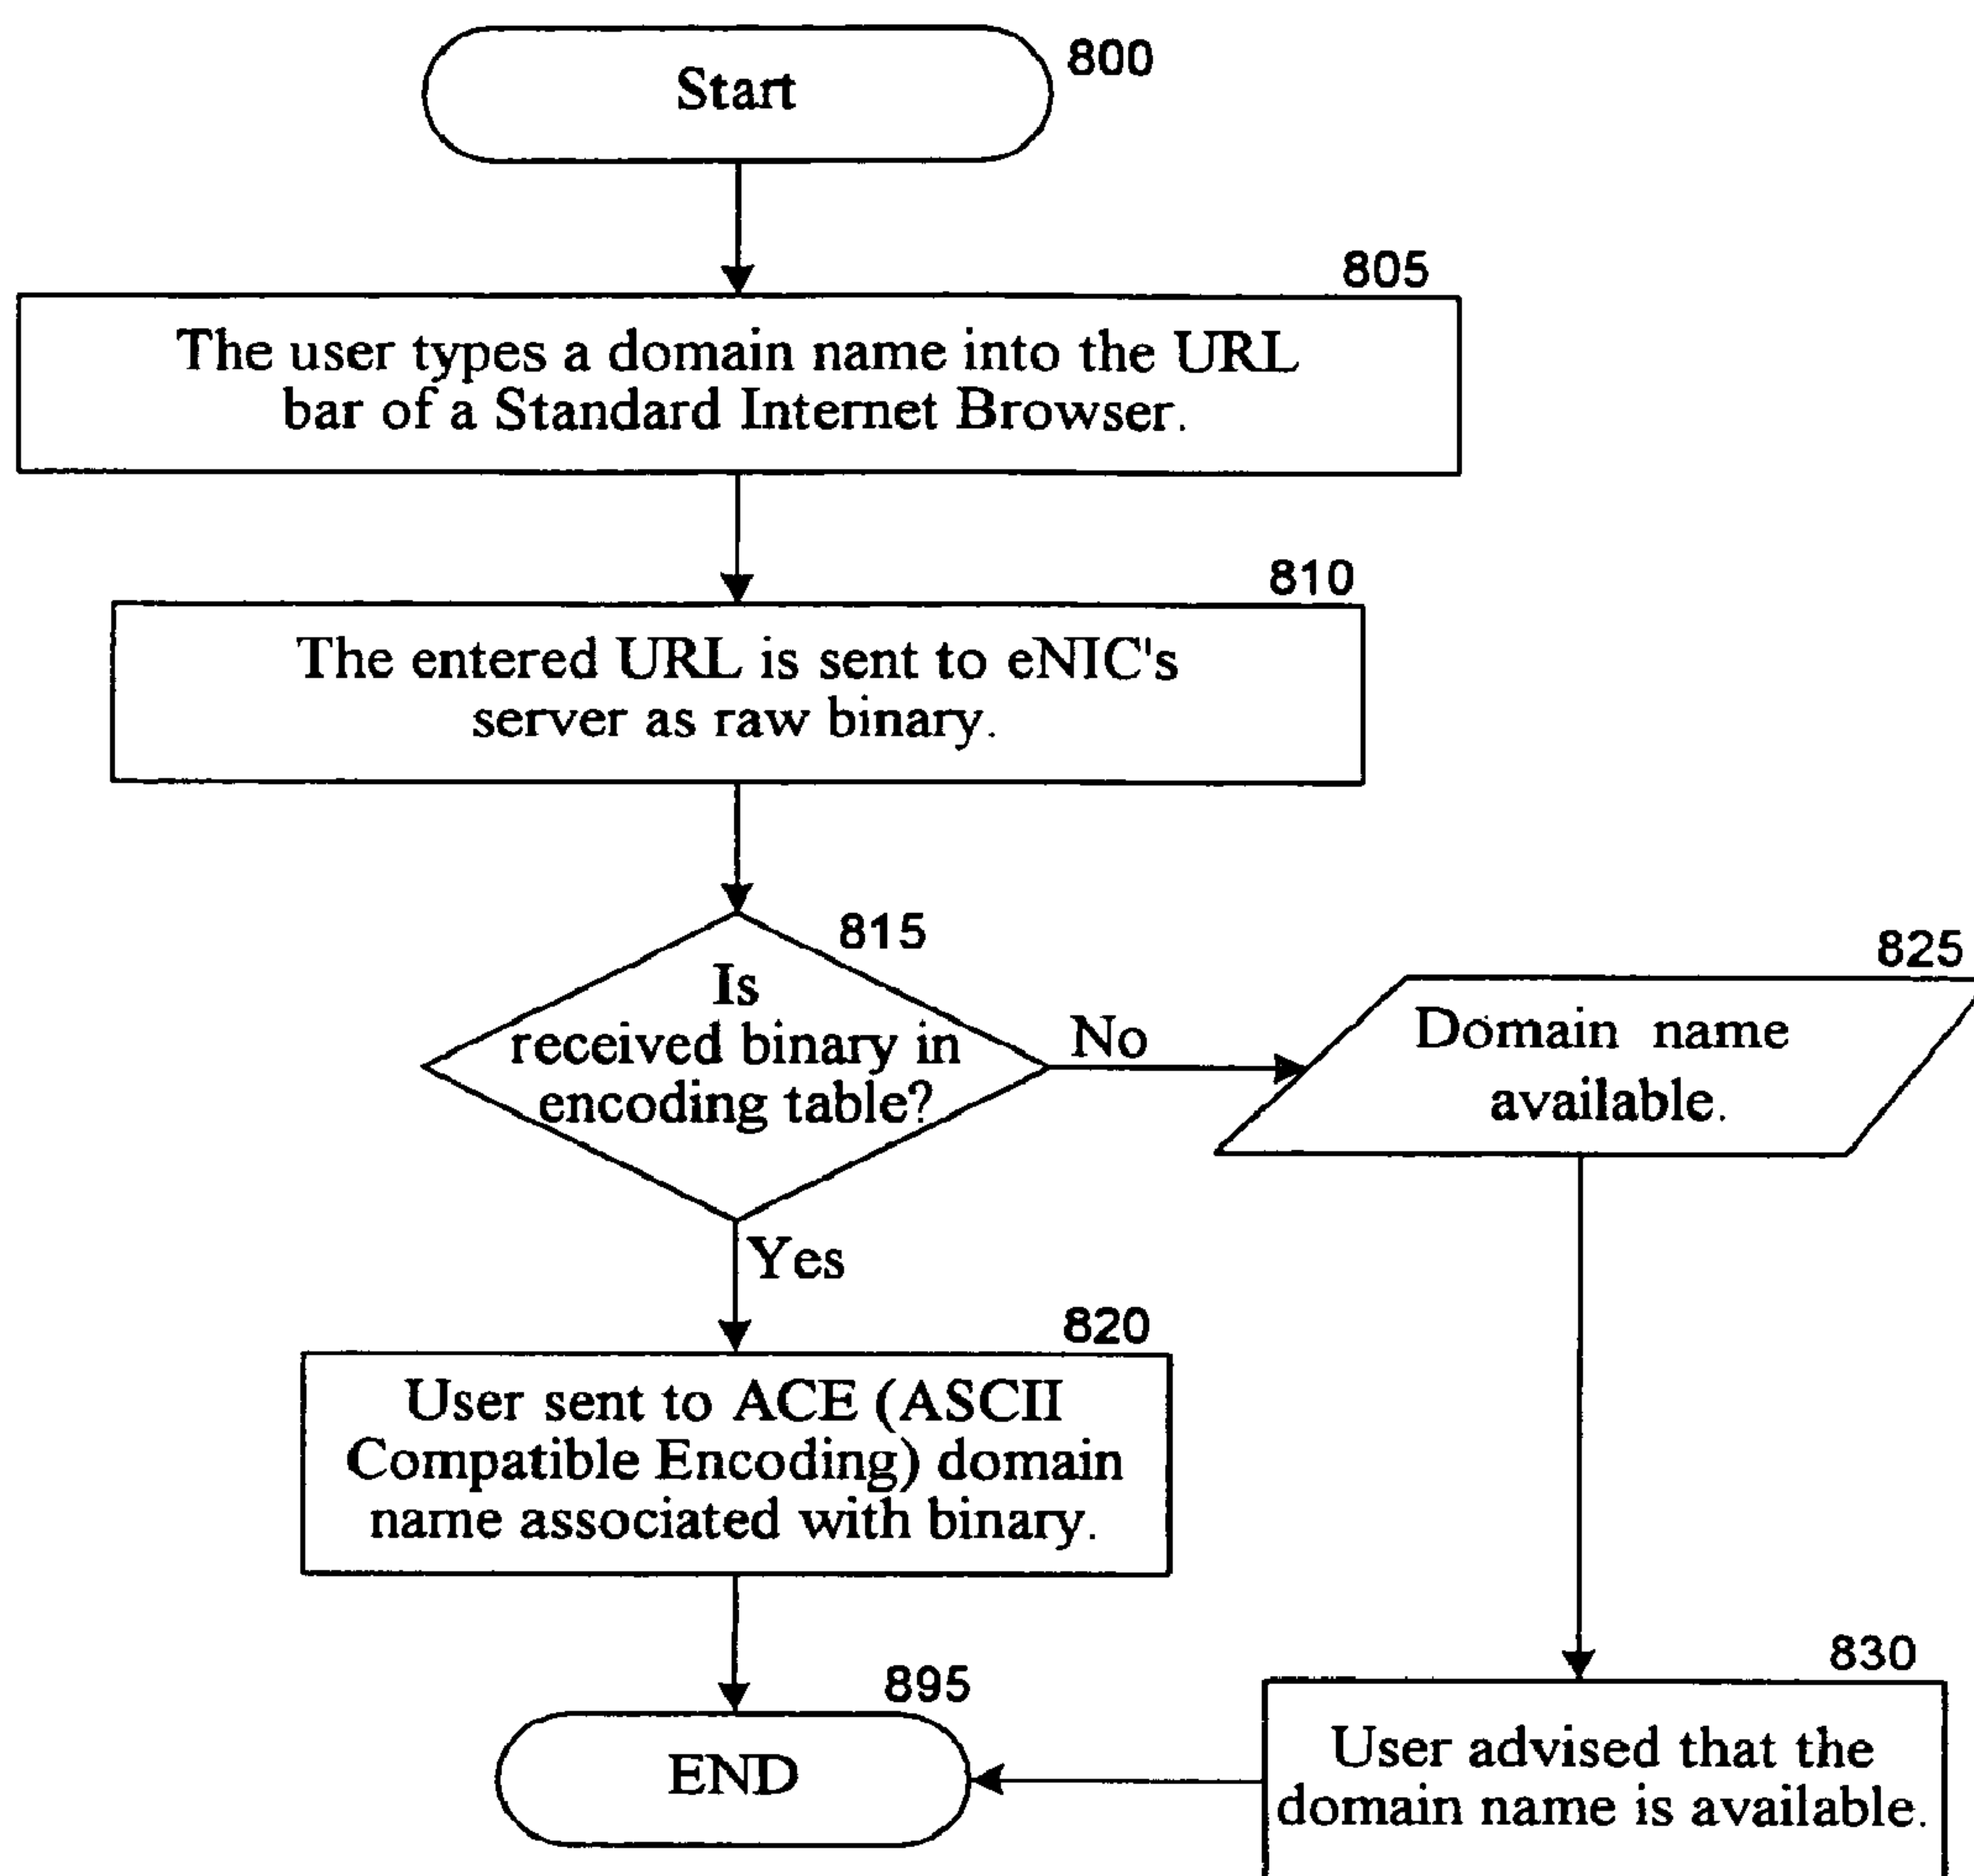 Start
800
805
The user types a domain name into the URL
bar of a Standard Internet Browser.
810
The entered URL is sent to eNIC's
server as raw binary.
815
Is
received binary in
encoding table?
No
825
Domain name
available.
Yes
820
User sent to ACE (ASCII
Compatible Encoding) domain
name associated with binary.
830
User advised that the
domain name is available.
895
END